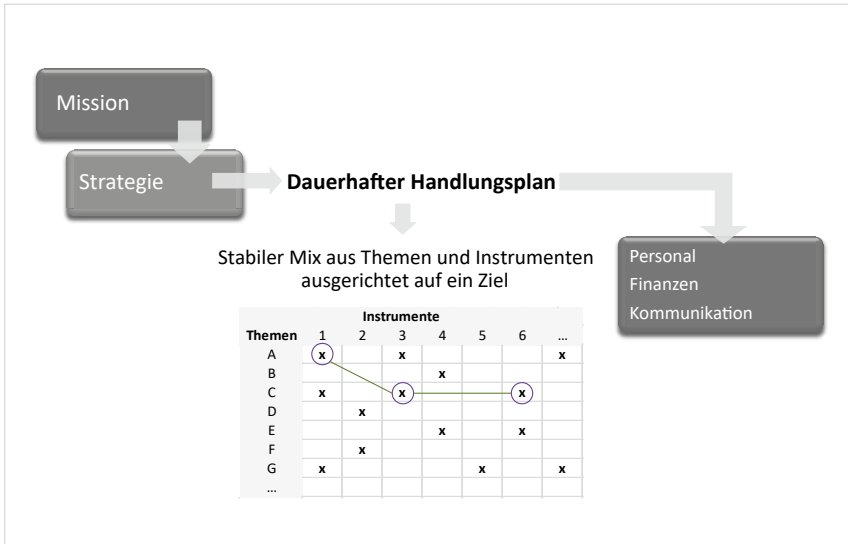 Mission
Strategie
Dauerhafter Handlungsplan
Stabiler Mix aus Themen und Instrumenten
ausgerichtet auf ein Ziel
Personal
Finanzen
Kommunikation
Instrumente
Themen 1 2 3 4 5 6 ...
A x x x
B x
C x x x
D x
E x x
F x
G x x x
...